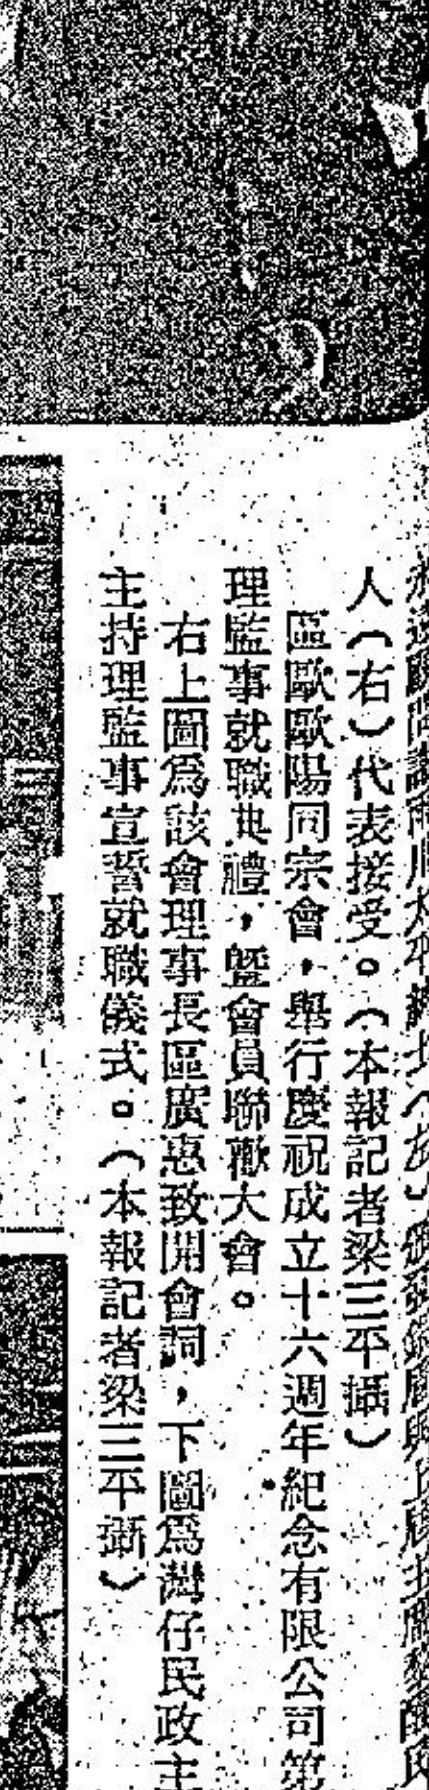 人（右）代表接受。（本報記者梁三平攝）
區歐歐陽同宗會，舉行慶祝成立十六週年紀念有限公司第
理監事就職典禮，暨會員聯歡大會。
右上圖爲該會理事長區廣惠致開會詞，下圖爲灣仔民政主
主持理監事宣誓就職儀式。（本報記者梁三平攝）